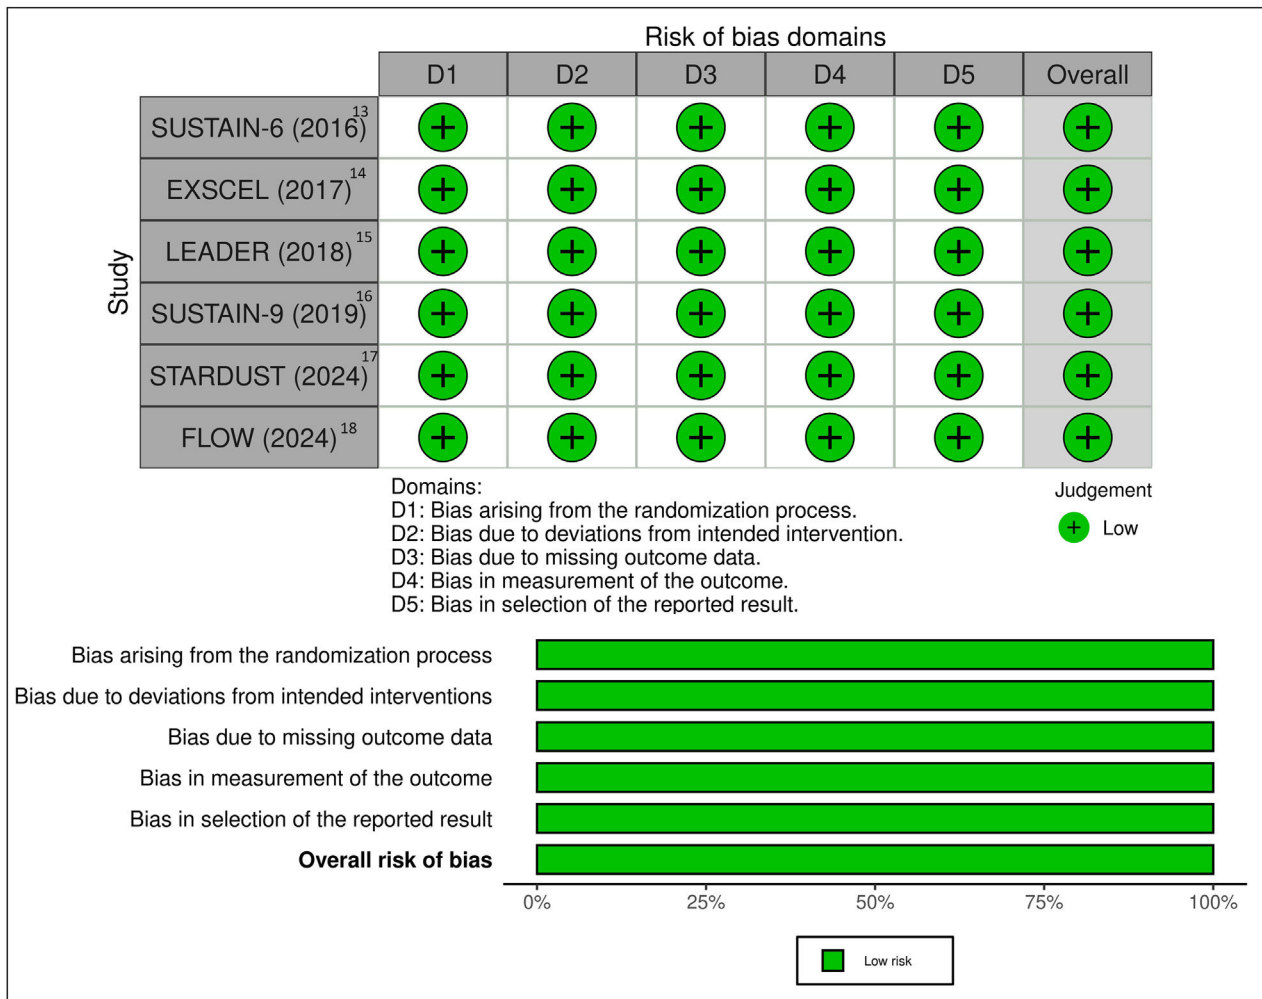 Risk of bias domains
D1 D2 D3 D4 D5 Overall
Study
SUSTAIN-6 (2016)13 + + + + + +
EXSCEL (2017)14 + + + + + +
LEADER (2018)15 + + + + + +
SUSTAIN-9 (2019)16 + + + + + +
STARDUST (2024)17 + + + + + +
FLOW (2024)18 + + + + + +
Domains:
D1: Bias arising from the randomization process.
D2: Bias due to deviations from intended intervention.
D3: Bias due to missing outcome data.
D4: Bias in measurement of the outcome.
D5: Bias in selection of the reported result.
Judgement
+ Low
Bias arising from the randomization process
Bias due to deviations from intended interventions
Bias due to missing outcome data
Bias in measurement of the outcome
Bias in selection of the reported result
Overall risk of bias
0% 25% 50% 75% 100%
Low risk